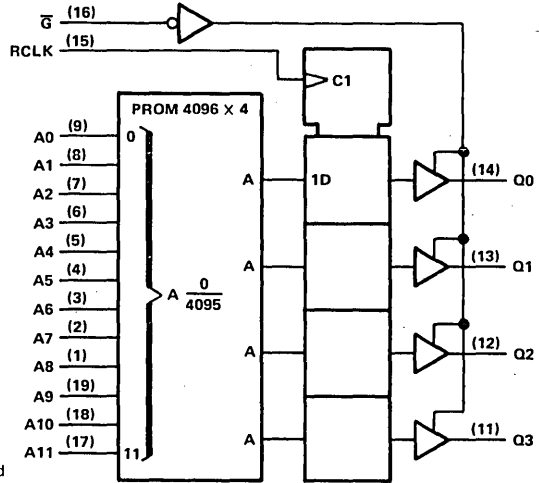 G (16)
RCLK (15)
C1
PROM 4096 X 4
A0 (9) 0
A1 (8)
A2 (7) A 1D (14) Q0
A3 (6)
A4 (5)
A5 (4) A (13) Q1
A6 (3) A 0/4095
A7 (2)
A8 (1) A (12) Q2
A9 (19)
A10 (18)
A11 (17) 11 A (11) Q3
d